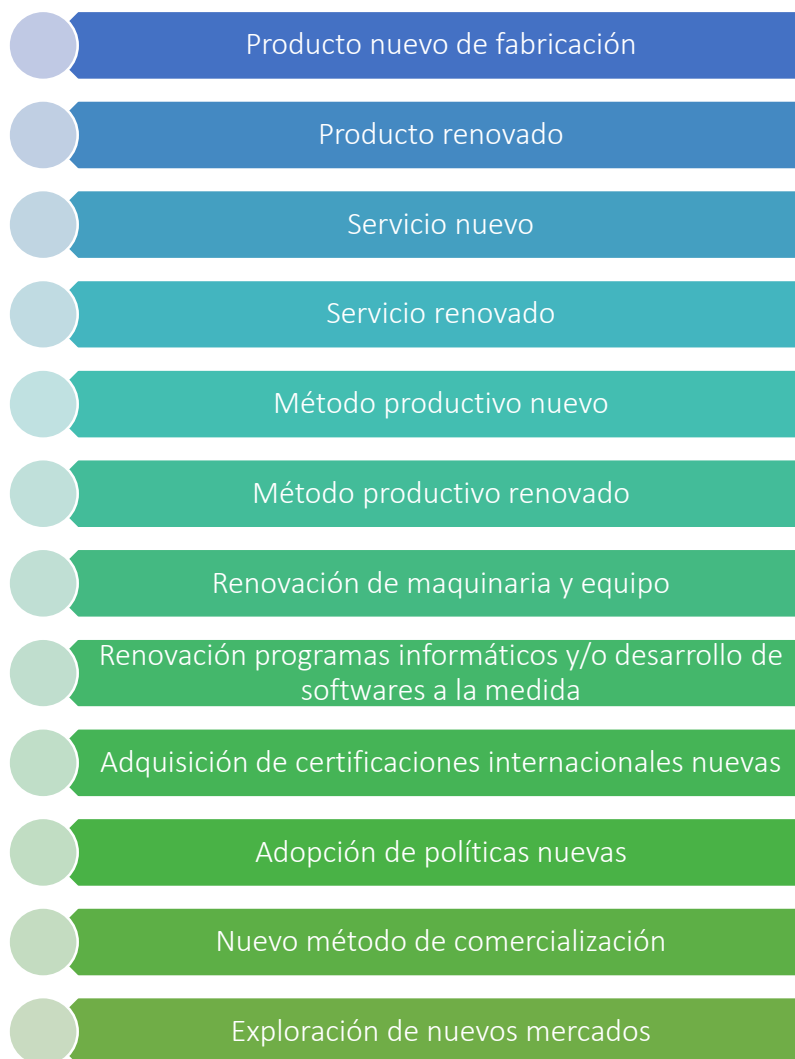 Producto nuevo de fabricación
Producto renovado
Servicio nuevo
Servicio renovado
Método productivo nuevo
Método productivo renovado
Renovación de maquinaria y equipo
Renovación programas informáticos y/o desarrollo de
softwares a la medida
Adquisición de certificaciones internacionales nuevas
Adopción de políticas nuevas
Nuevo método de comercialización
Exploración de nuevos mercados